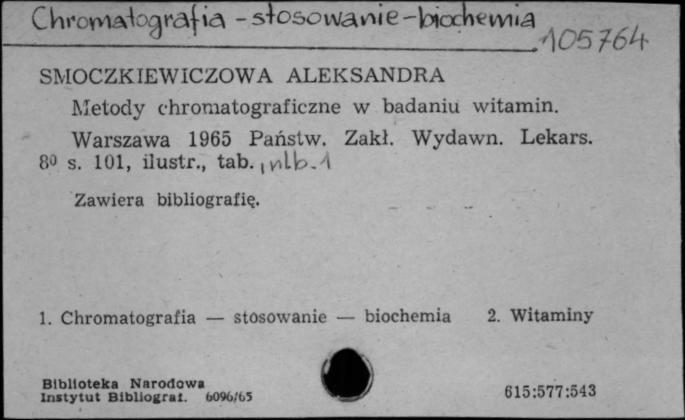 Chromatografia - stosowanie - biochemia
105764
SMOCZKIEWICZOWA ALEKSANDRA
Metody chromatograficzne w badaniu witamin.
Warszawa 1965 Państw. Zakł. Wydawn. Lekars.
8⁰ s. 101, ilustr., tab., nlb. 1
Zawiera bibliografię.
1. Chromatografia — stosowanie — biochemia 2. Witaminy
Biblioteka Narodowa
Instytut Bibliograf. 6096/65
615:577:543